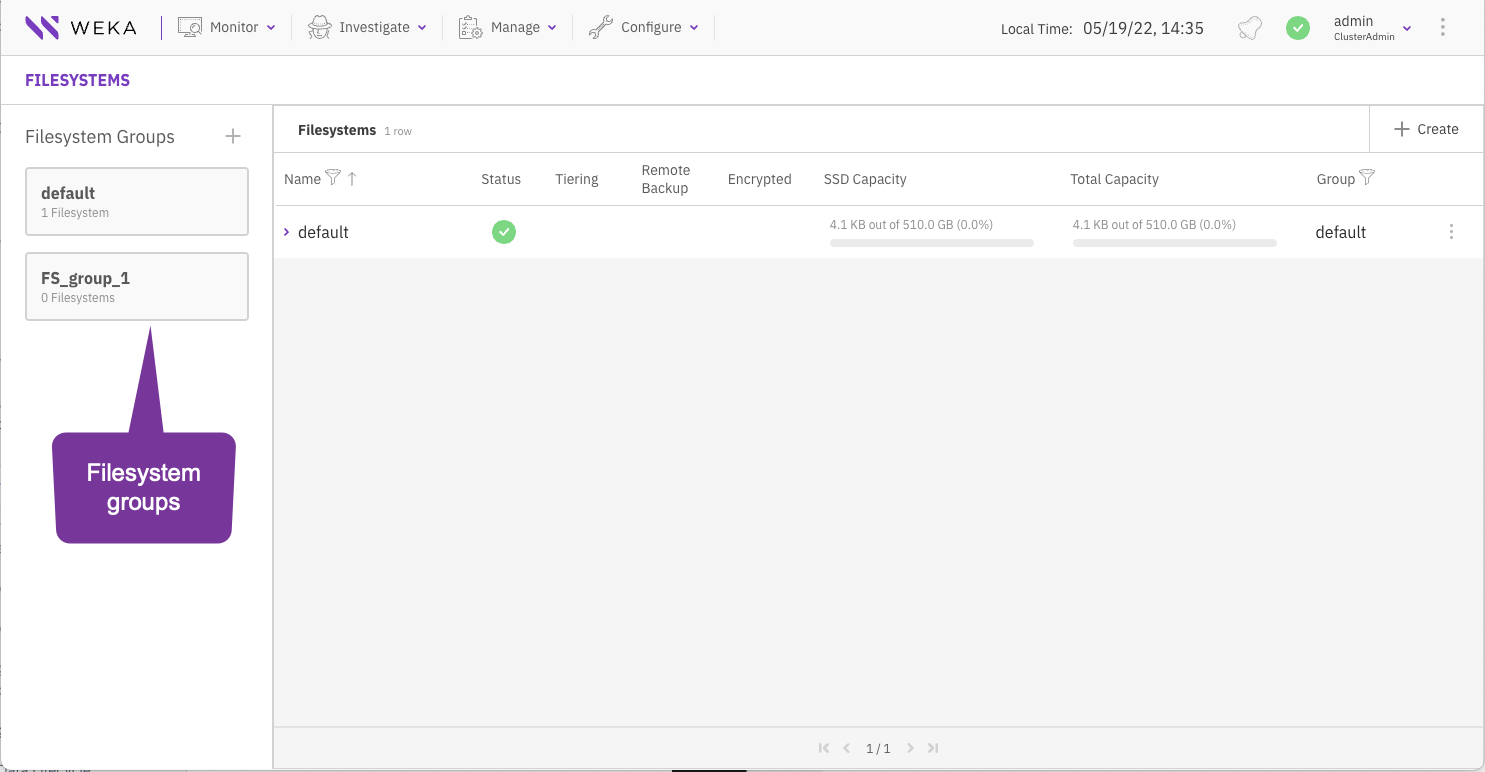 WEKA
Monitor
Investigate
Manage
Configure
Local Time: 05/19/22, 14:35
admin
ClusterAdmin
FILESYSTEMS
Filesystem Groups
default
1 Filesystem
FS_group_1
0 Filesystems
Filesystem
groups
Filesystems 1 row
Create
Name
Status
Tiering
Remote
Backup
Encrypted
SSD Capacity
Total Capacity
Group
default
4.1 KB out of 510.0 GB (0.0%)
4.1 KB out of 510.0 GB (0.0%)
default
1 / 1